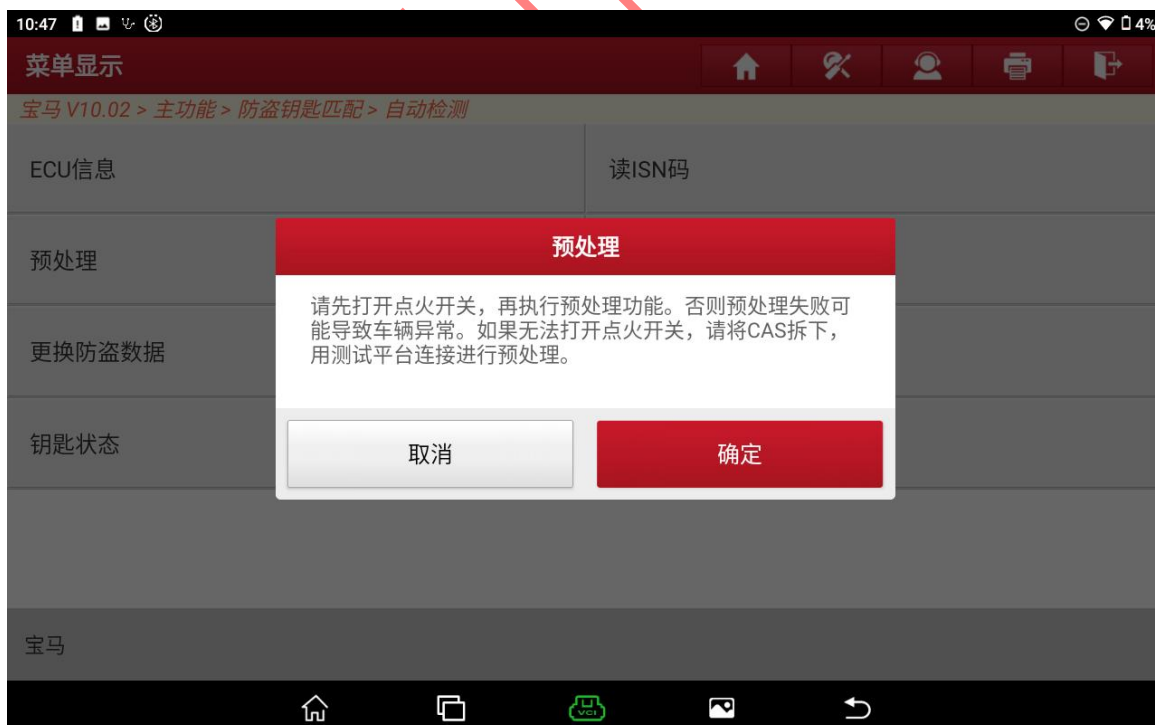 10:47
4%
菜单显示
宝马 V10.02 > 主功能 > 防盗钥匙匹配 > 自动检测
ECU信息
读ISN码
预处理
预处理
请先打开点火开关，再执行预处理功能。否则预处理失败可
能导致车辆异常。如果无法打开点火开关，请将CAS拆下，
用测试平台连接进行预处理。
更换防盗数据
钥匙状态
取消
确定
宝马
VCI